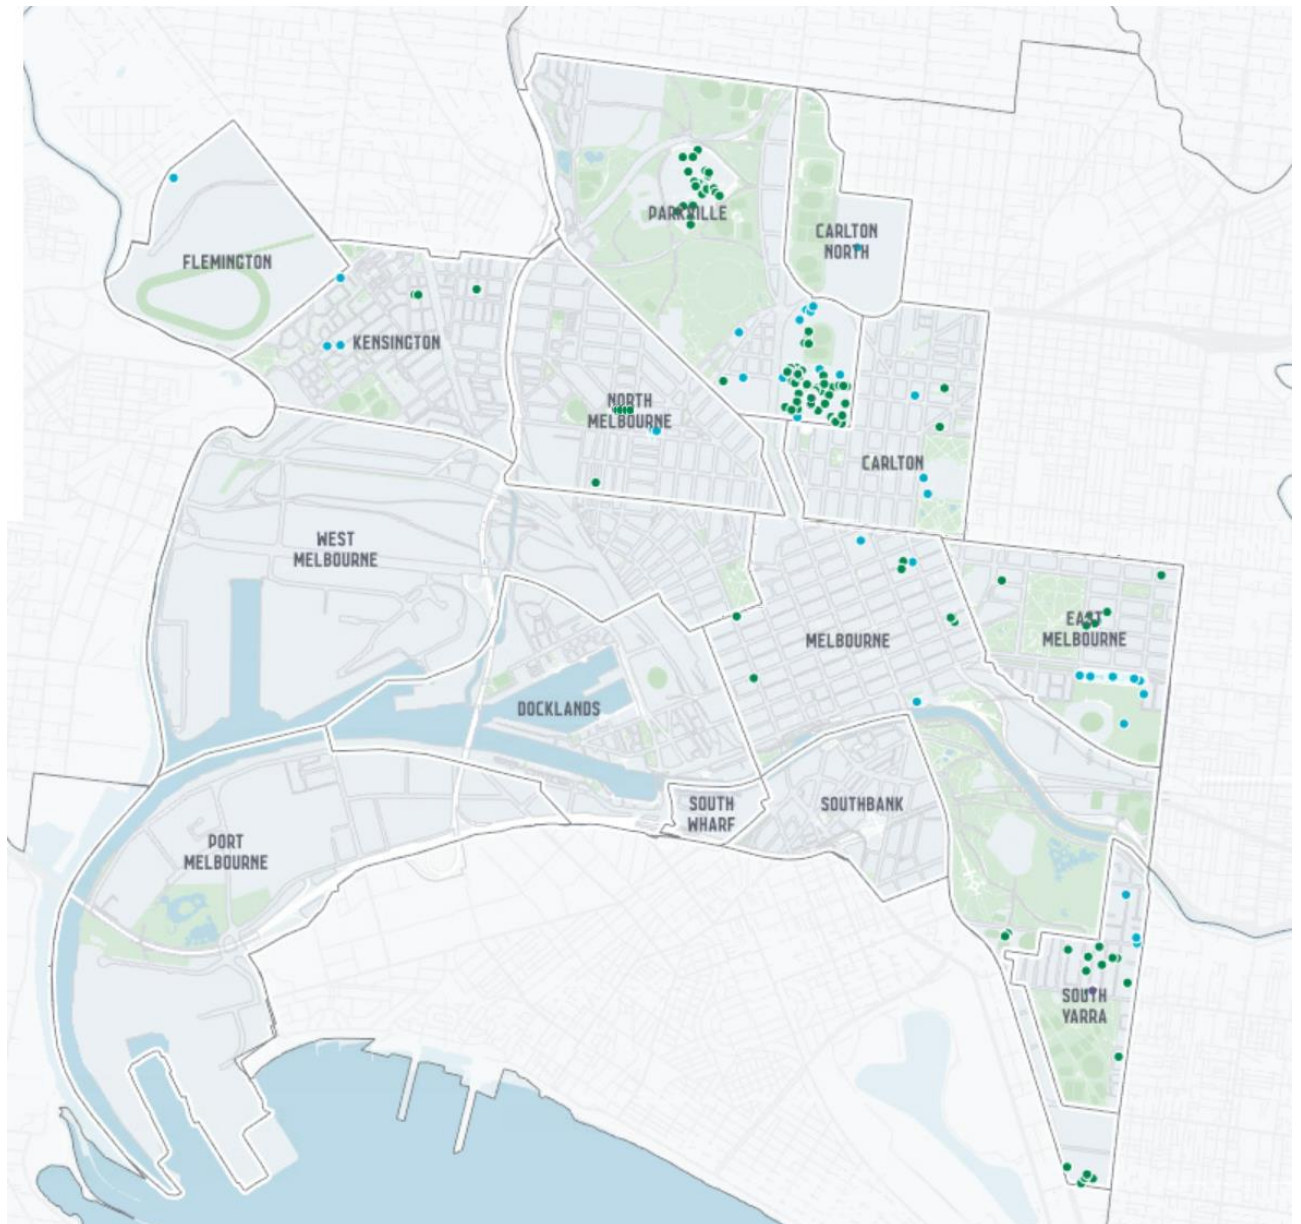 PARKVILLE
CARLTON
NORTH
FLEMINGTON
KENSINGTON
NORTH
MELBOURNE
CARLTON
WEST
MELBOURNE
EAST
MELBOURNE
MELBOURNE
DOCKLANDS
SOUTH
WHARF
SOUTHBANK
PORT
MELBOURNE
SOUTH
YARRA